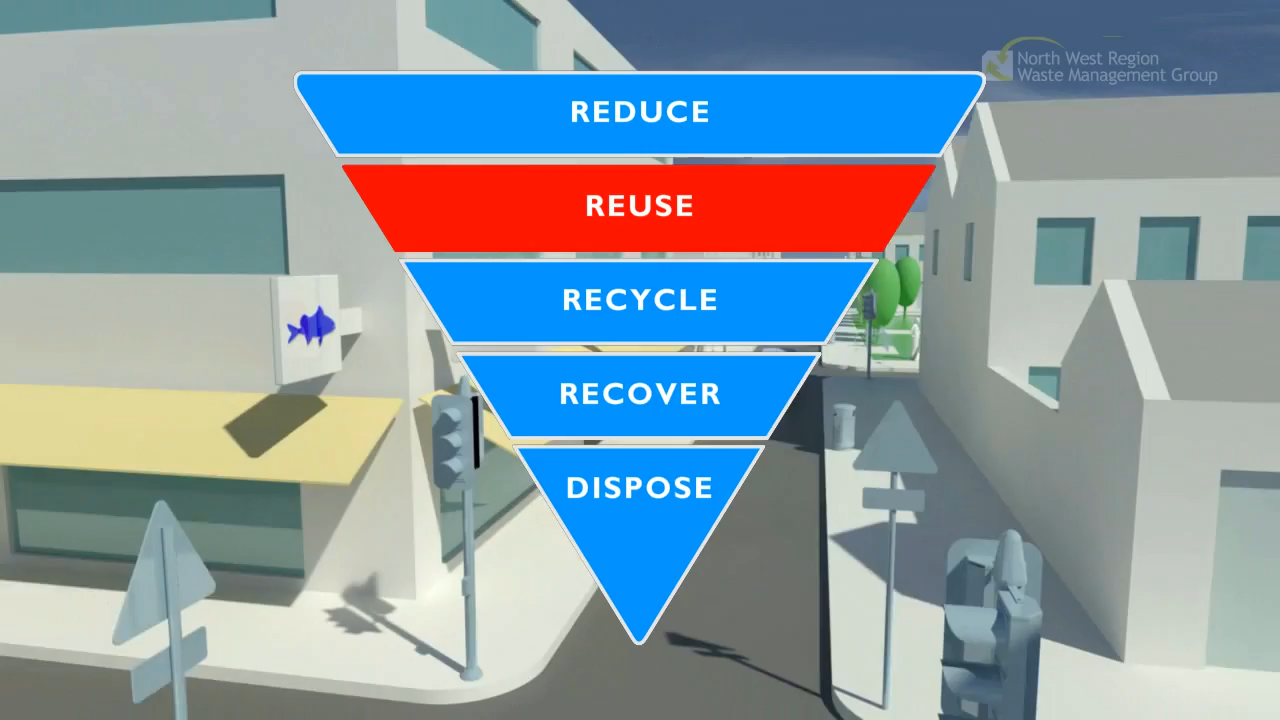 North West Region
Waste Management Group
REDUCE
REUSE
RECYCLE
RECOVER
DISPOSE